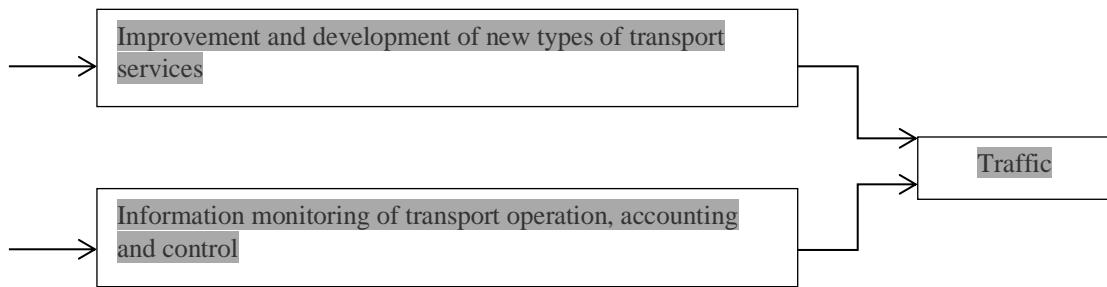 Improvement and development of new types of transport
services
Traffic
Information monitoring of transport operation, accounting
and control